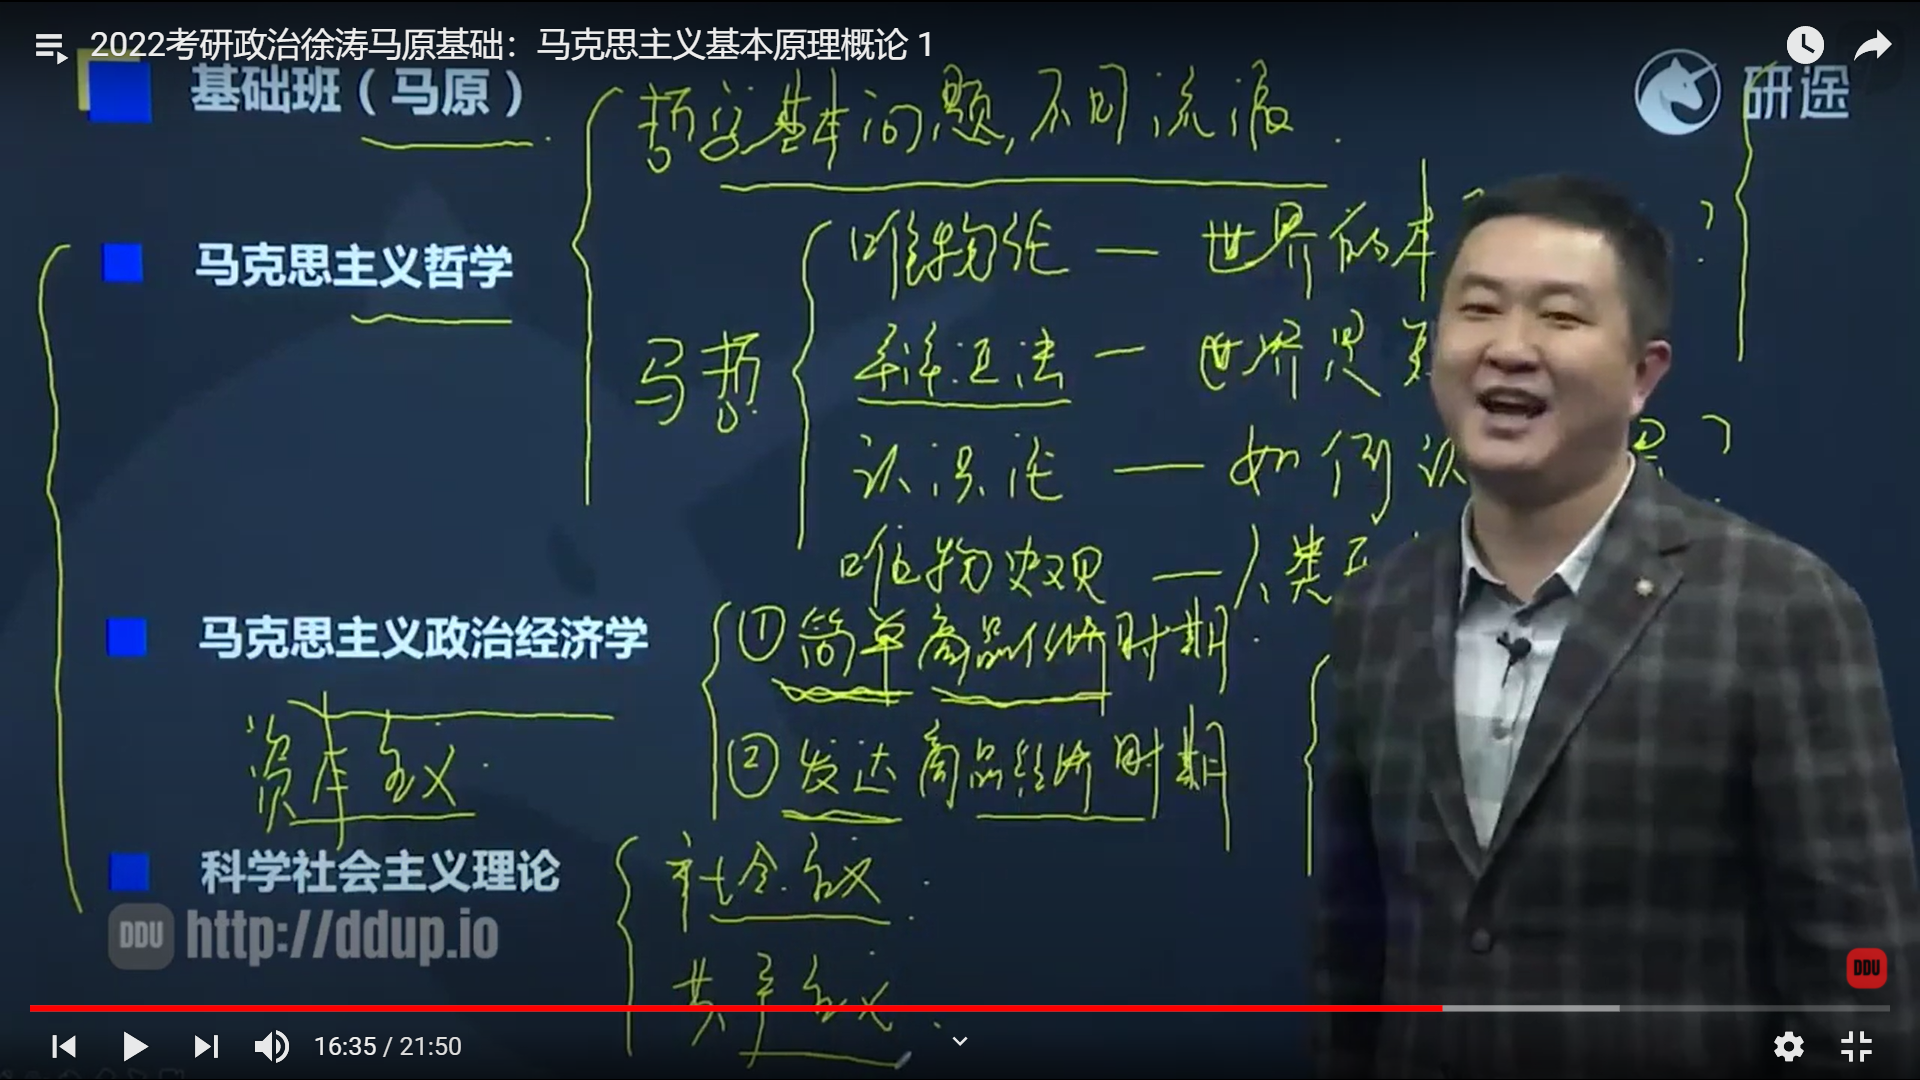 2022考研政治徐涛马原基础：马克思主义基本原理概论 1
基础班（马原）
研途
哲学基本问题,不同流派.
马克思主义哲学
马哲
唯物论 — 世界的本 ?
辩证法 — 世界是
认识论 — 如何认 ?
唯物史观 — 人类
马克思主义政治经济学
①简单商品经济时期.
②发达商品经济时期
资本主义.
科学社会主义理论
社会主义.
共产主义.
DDU http://ddup.io
DDU
16:35 / 21:50